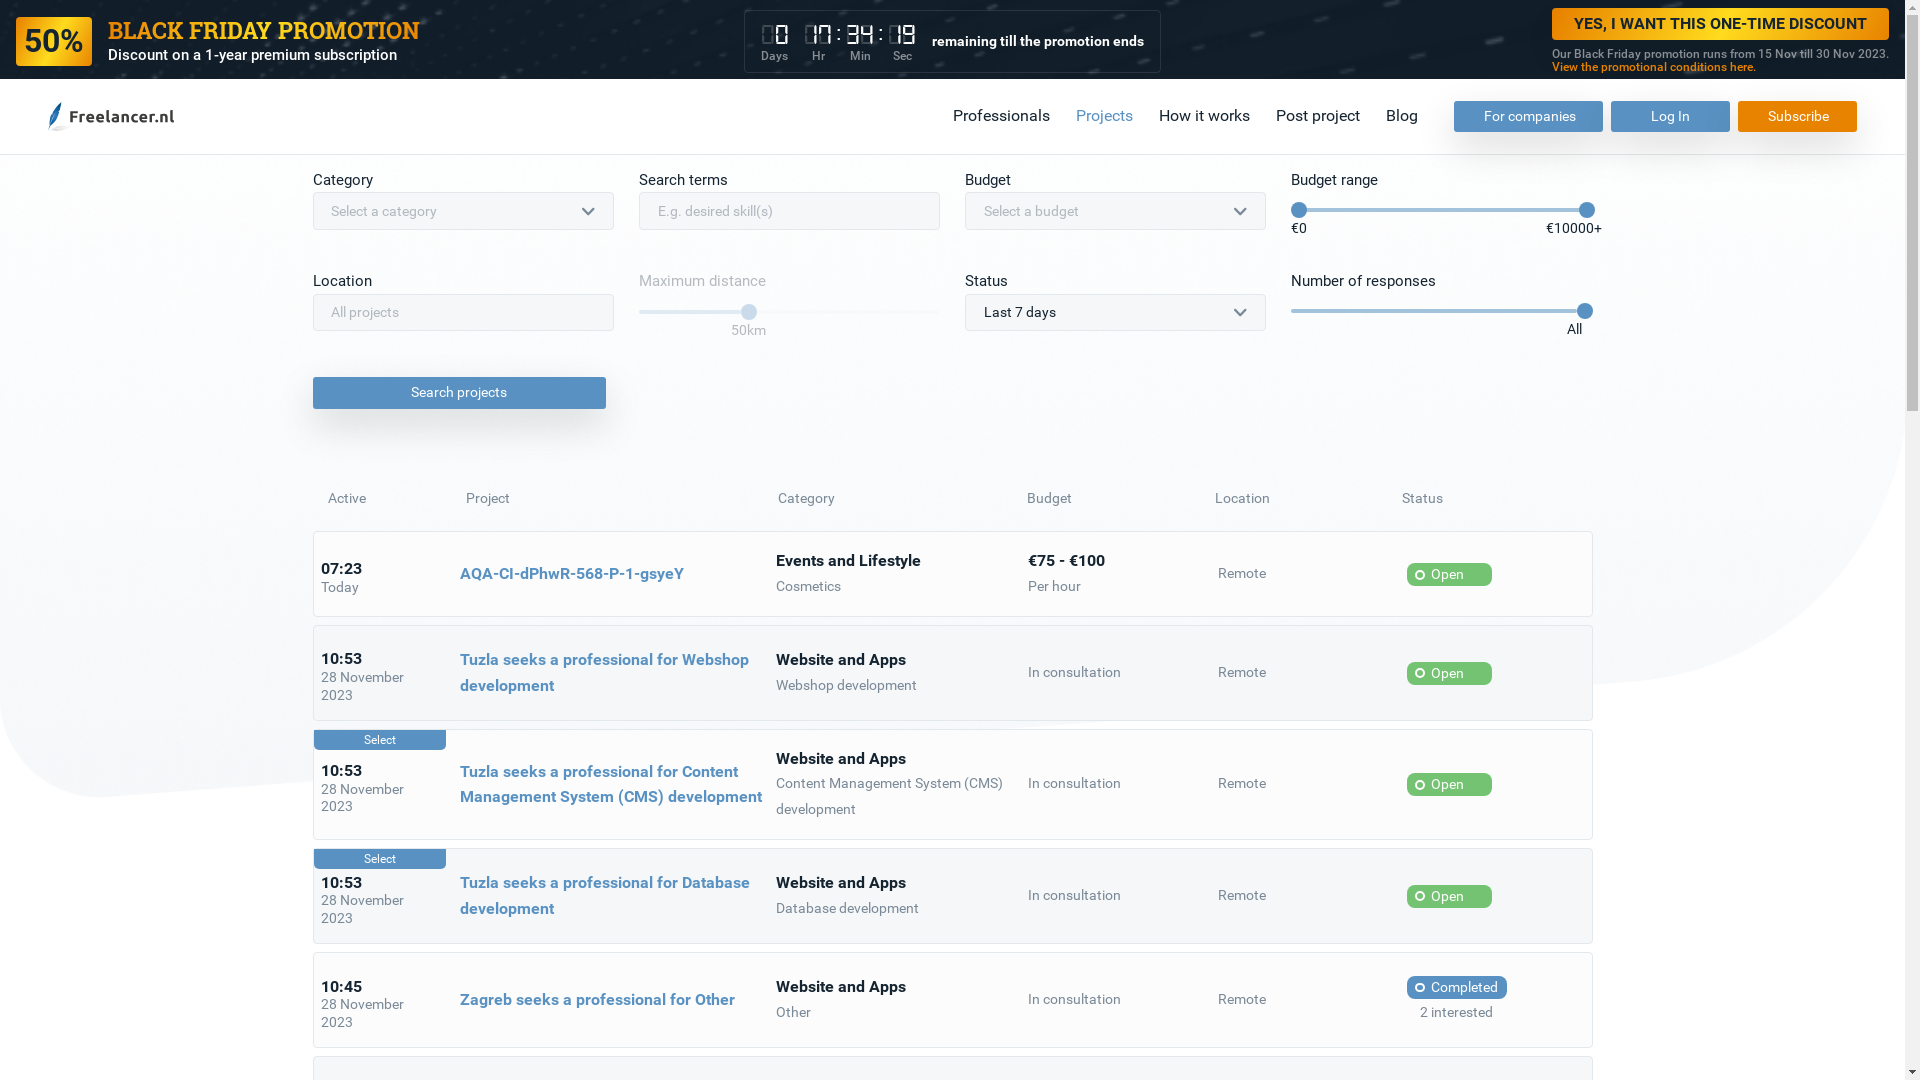 50%
BLACK FRIDAY PROMOTION
Discount on a 1-year premium subscription
0 17 : 34 : 19
Days Hr Min Sec
remaining till the promotion ends
YES, I WANT THIS ONE-TIME DISCOUNT
Our Black Friday promotion runs from 15 Nov till 30 Nov 2023.
View the promotional conditions here.
Freelancer.nl
Professionals Projects How it works Post project Blog For companies Log In Subscribe
Category Search terms Budget Budget range
Select a category E.g. desired skill(s) Select a budget
€0 €10000+
Location Maximum distance Status Number of responses
All projects Last 7 days
50km All
Search projects
Active Project Category Budget Location Status
07:23
Today
AQA-CI-dPhwR-568-P-1-gsyeY
Events and Lifestyle
Cosmetics
€75 - €100
Per hour
Remote
Open
10:53
28 November
2023
Tuzla seeks a professional for Webshop
development
Website and Apps
Webshop development
In consultation
Remote
Open
Select
10:53
28 November
2023
Tuzla seeks a professional for Content
Management System (CMS) development
Website and Apps
Content Management System (CMS)
development
In consultation
Remote
Open
Select
10:53
28 November
2023
Tuzla seeks a professional for Database
development
Website and Apps
Database development
In consultation
Remote
Open
10:45
28 November
2023
Zagreb seeks a professional for Other
Website and Apps
Other
In consultation
Remote
Completed
2 interested